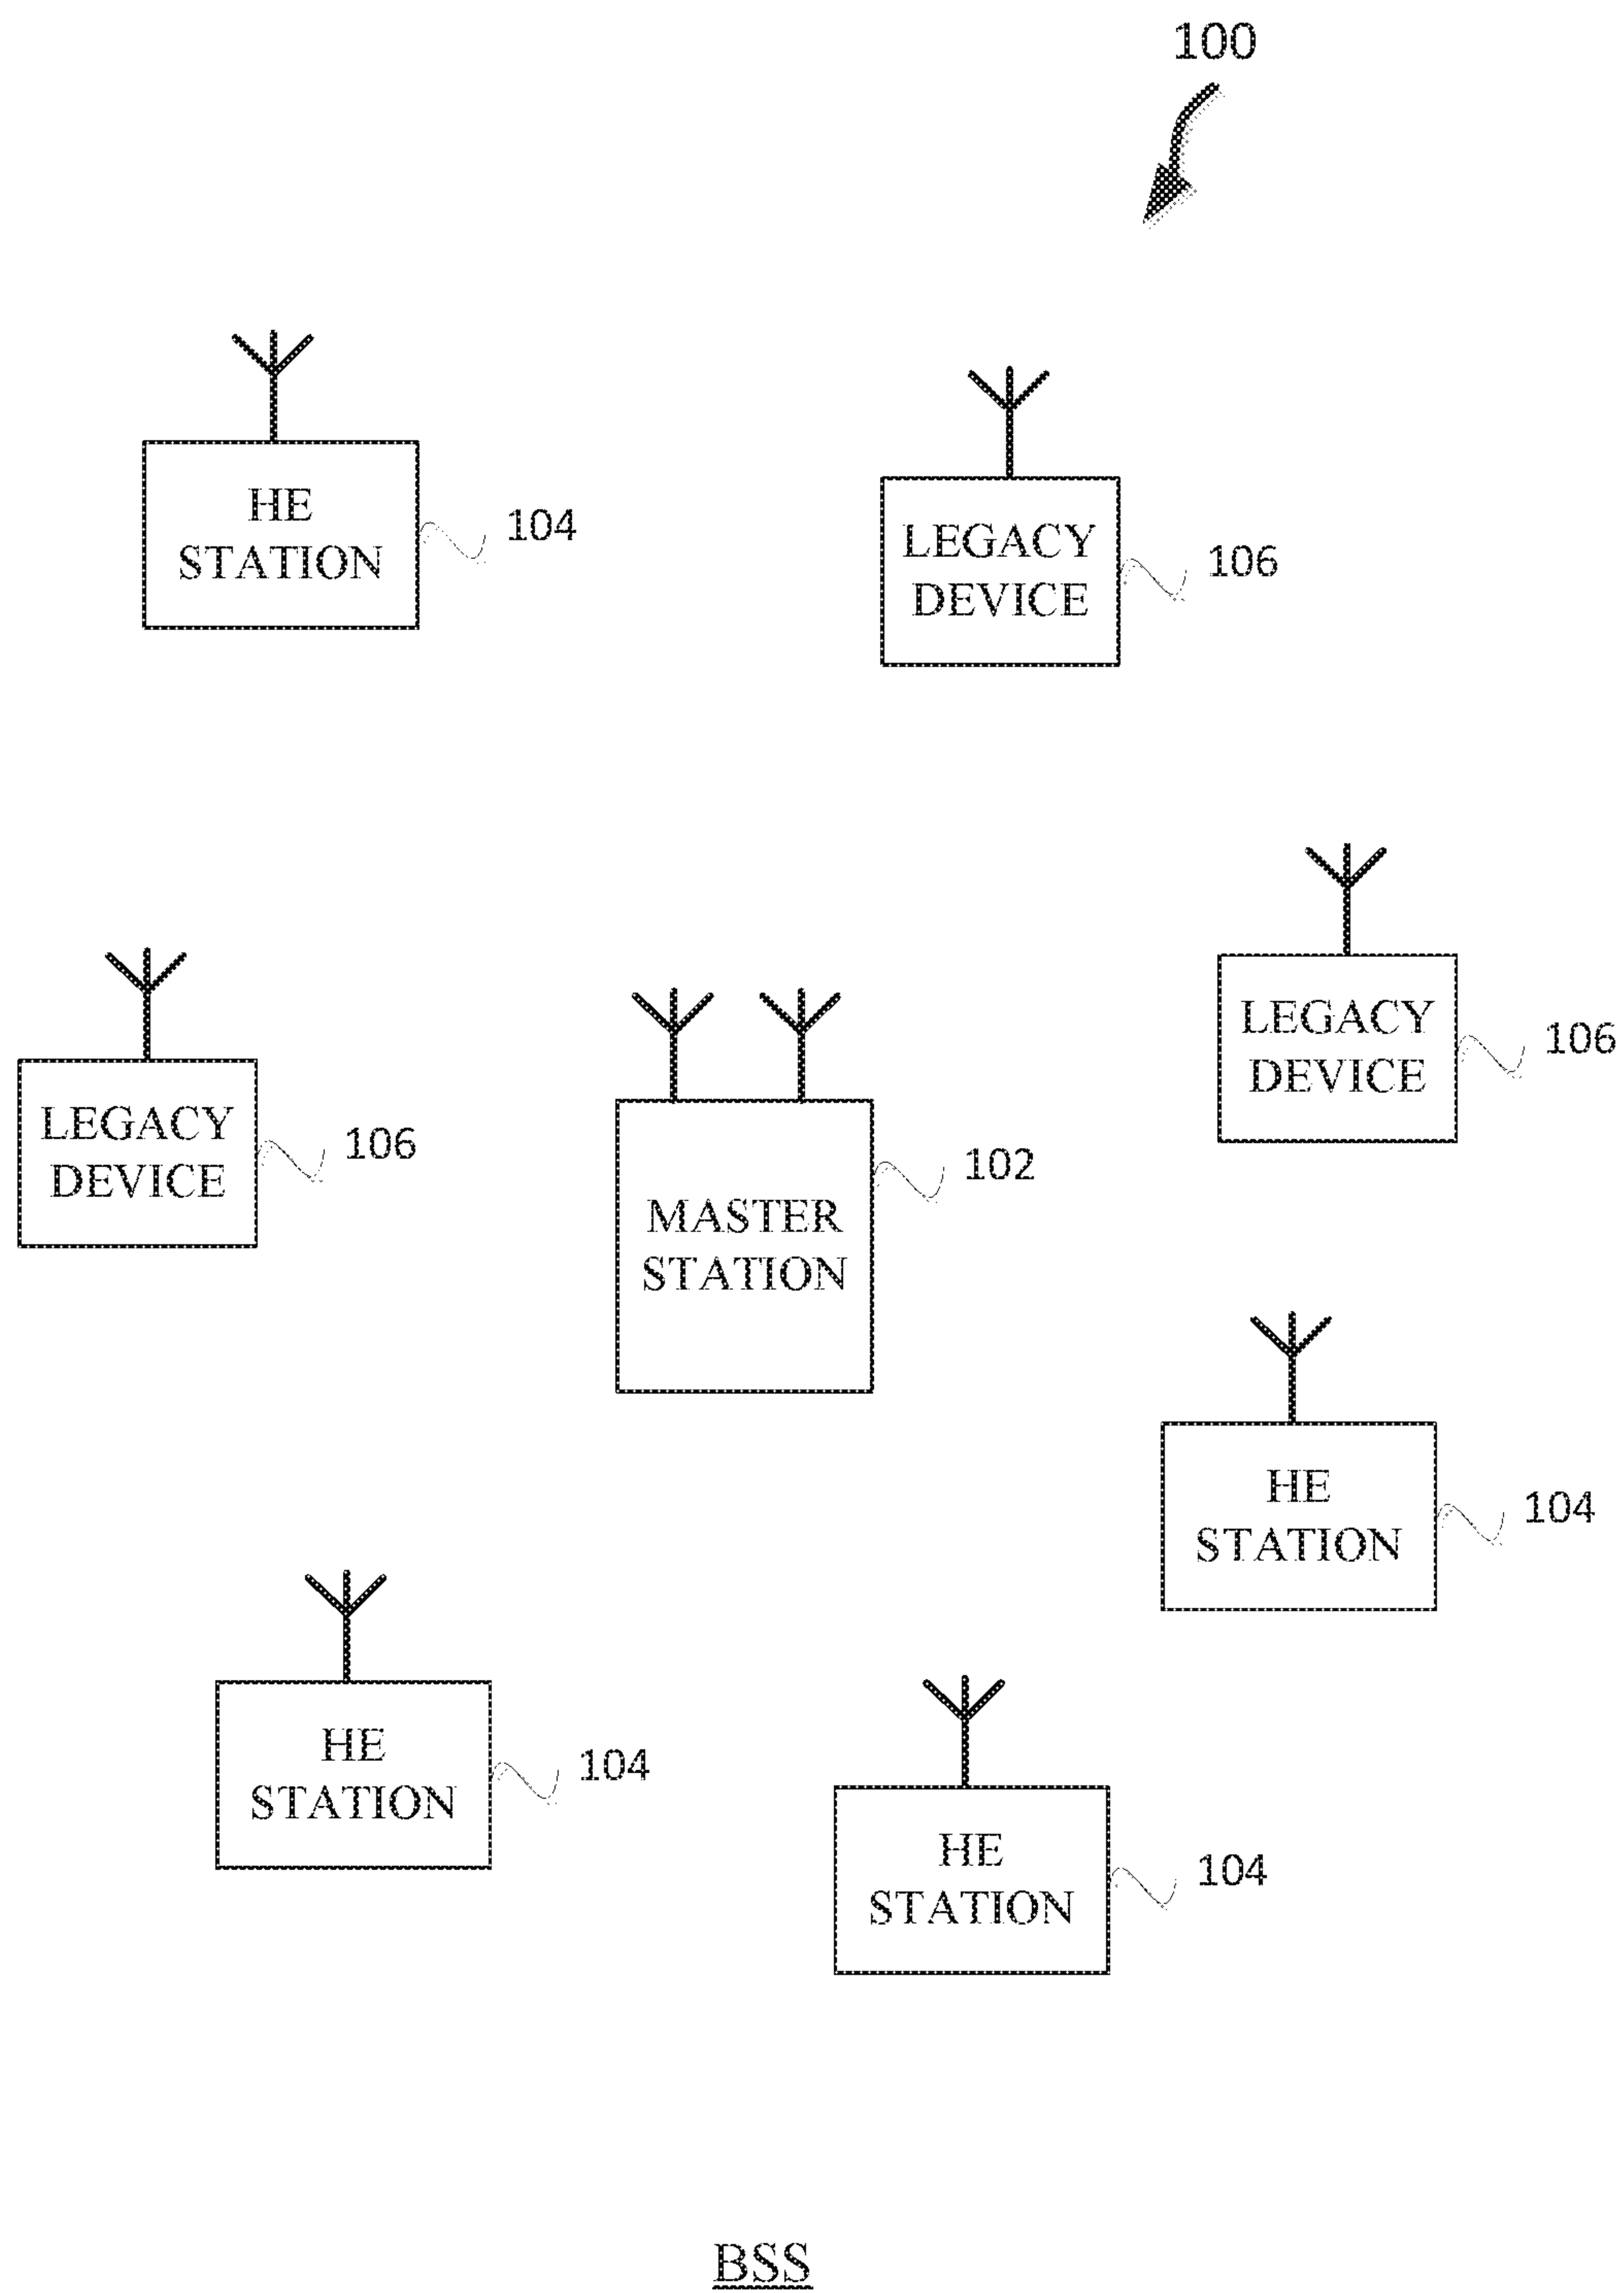 100
HE
STATION
104
LEGACY
DEVICE
106
LEGACY
DEVICE
106
LEGACY
DEVICE
106
MASTER
STATION
102
HE
STATION
104
HE
STATION
104
HE
STATION
104
BSS